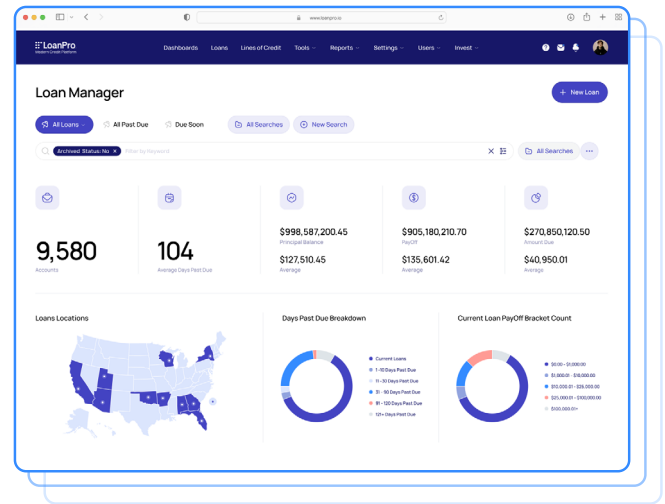 www.loanpro.io
LoanPro
Modern Credit Platform
Dashboards Loans Lines of Credit Tools Reports Settings Users Invest
Loan Manager
+ New Loan
All Loans All Past Due Due Soon All Searches New Search
Archived Status: No × Filter by Keyword All Searches
9,580
Accounts
104
Average Days Past Due
$998,587,200.45
Principal Balance
$127,510.45
Average
$905,180,210.70
PayOff
$135,601.42
Average
$270,850,120.50
Amount Due
$40,950.01
Average
Loans Locations
Days Past Due Breakdown
Current Loans
1 -10 Days Past Due
11 -30 Days Past Due
31 - 90 Days Past Due
91 - 120 Days Past Due
121+ Days Past Due
Current Loan PayOff Bracket Count
$0.00 - $1,000.00
$1,000.01 - $10,000.00
$10,000.01 - $25,000.00
$25,000.01 - $100,000.00
$100,000.01+